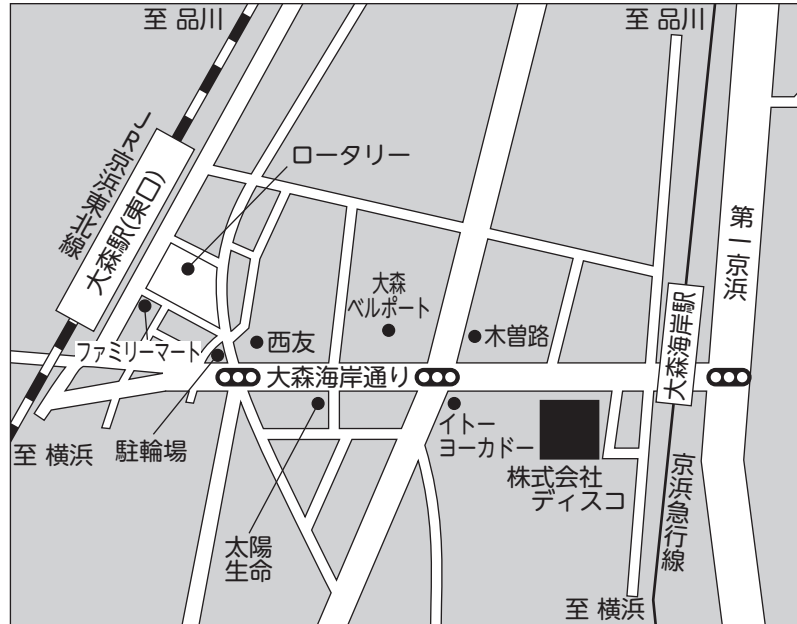 至 品川
至 品川
JR京浜東北線
大森駅(東口)
ロータリー
第一京浜
大森
ベルポート
木曽路
西友
ファミリーマート
大森海岸駅
大森海岸通り
イトー
ヨーカドー
至 横浜
駐輪場
株式会社
ディスコ
京浜急行線
太陽
生命
至 横浜